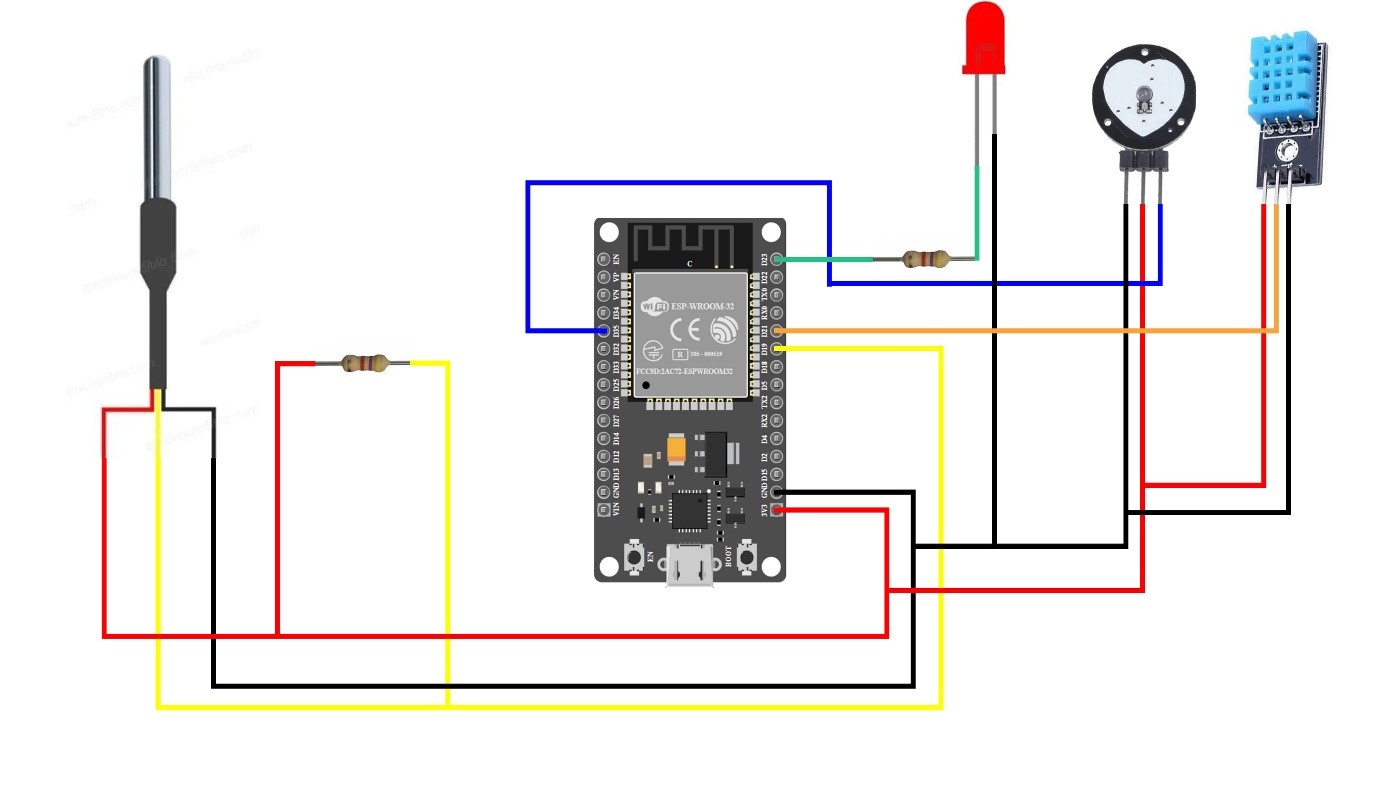 EN
VP
VN
D34
D35
D32
D33
D25
D26
D27
D14
D12
D13
GND
VIN
D23
D22
TX0
RX0
D21
D19
D18
D5
TX2
RX2
D4
D2
D15
GND
3V3
C
WiFi ESP-WROOM-32
CE
R 205 - 000519
FCC9D:2AC72-ESPWROOM32
EN
BOOT